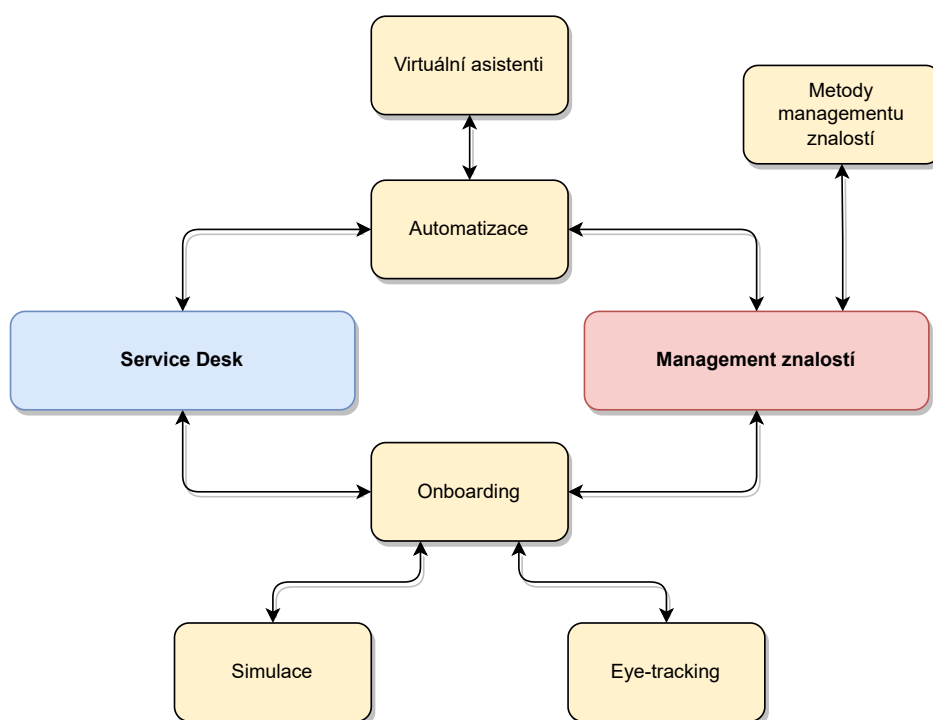 Virtuální asistenti
Metody
managementu
znalostí
Automatizace
Service Desk
Management znalostí
Onboarding
Simulace
Eye-tracking